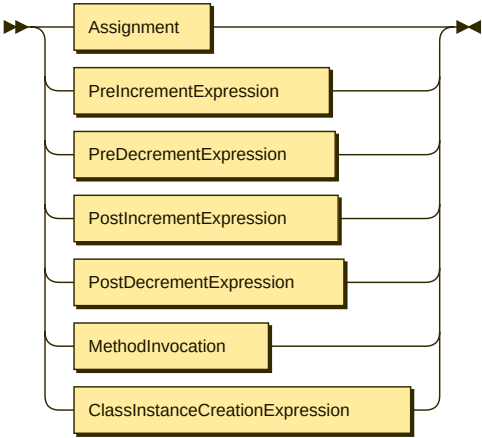 Assignment
PreIncrementExpression
PreDecrementExpression
PostIncrementExpression
PostDecrementExpression
MethodInvocation
ClassInstanceCreationExpression